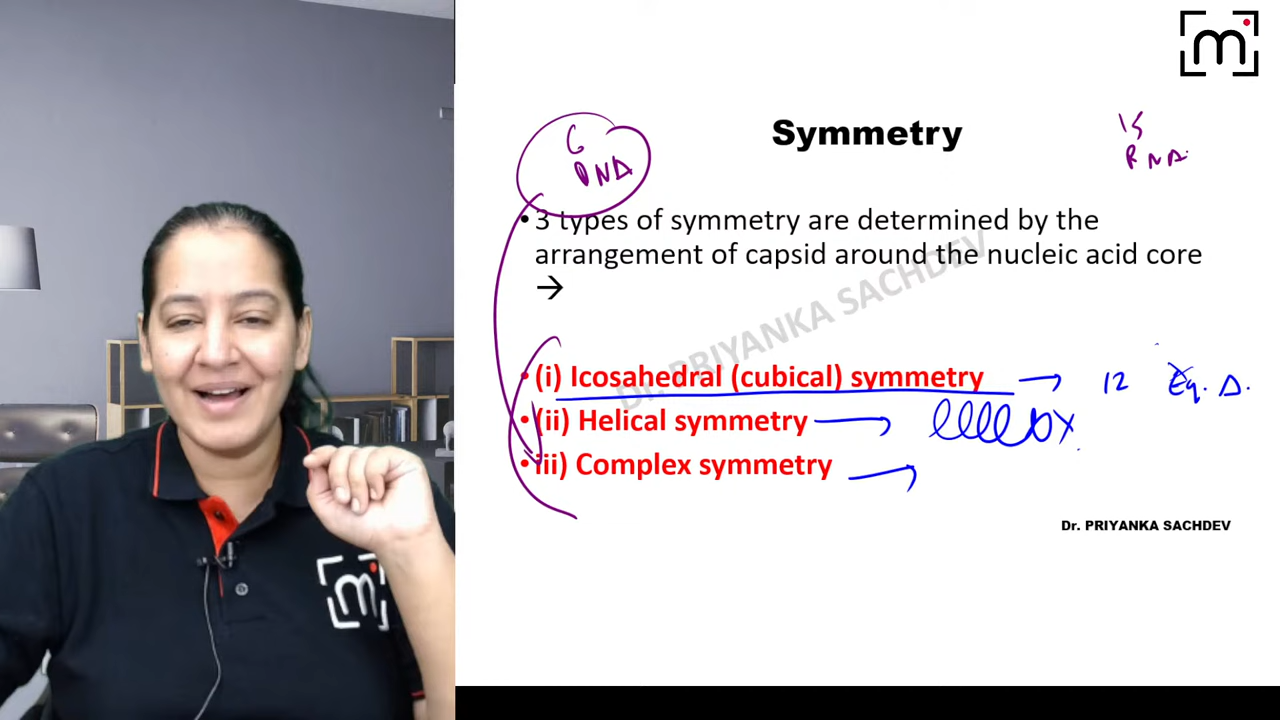 m
Symmetry
6
DNA
15
RNA
• 3 types of symmetry are determined by the
arrangement of capsid around the nucleic acid core
→
• (i) Icosahedral (cubical) symmetry → 12 Eq. Δ.
• (ii) Helical symmetry →
• iii) Complex symmetry →
Dr. PRIYANKA SACHDEV
Dr. PRIYANKA SACHDEV
m